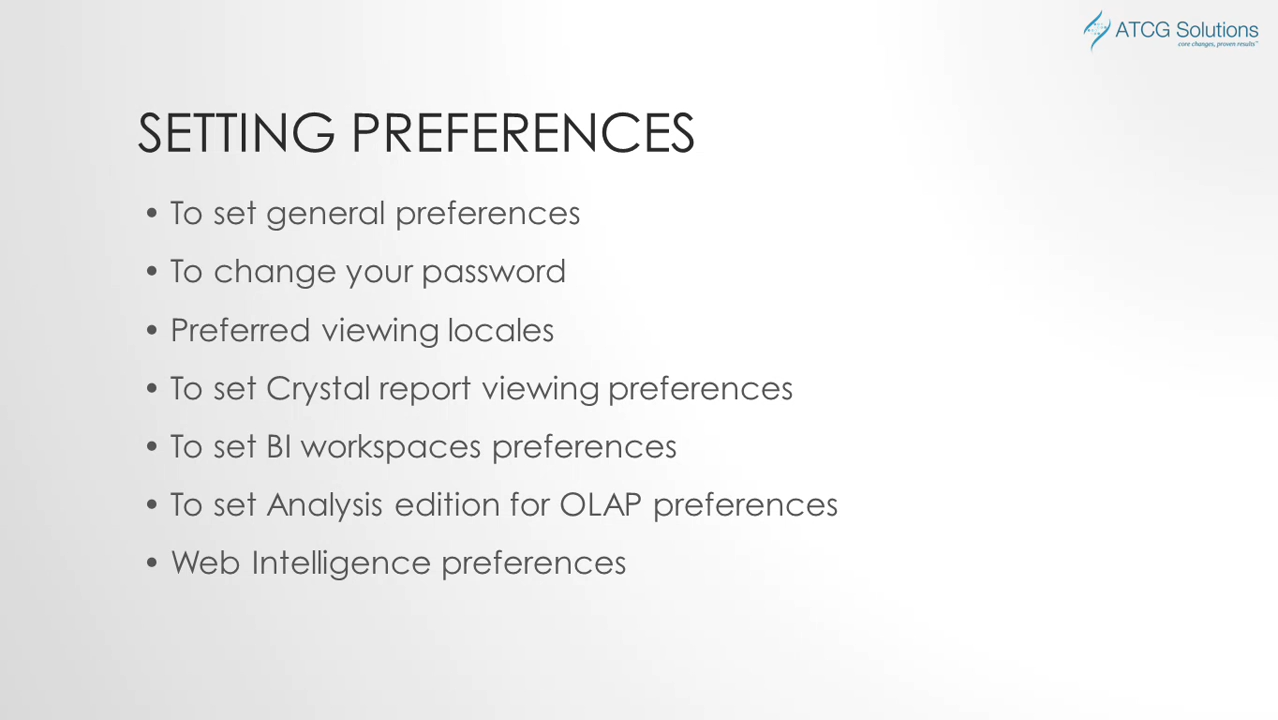 ATCG Solutions
core changes, proven results™
SETTING PREFERENCES
• To set general preferences
• To change your password
• Preferred viewing locales
• To set Crystal report viewing preferences
• To set BI workspaces preferences
• To set Analysis edition for OLAP preferences
• Web Intelligence preferences